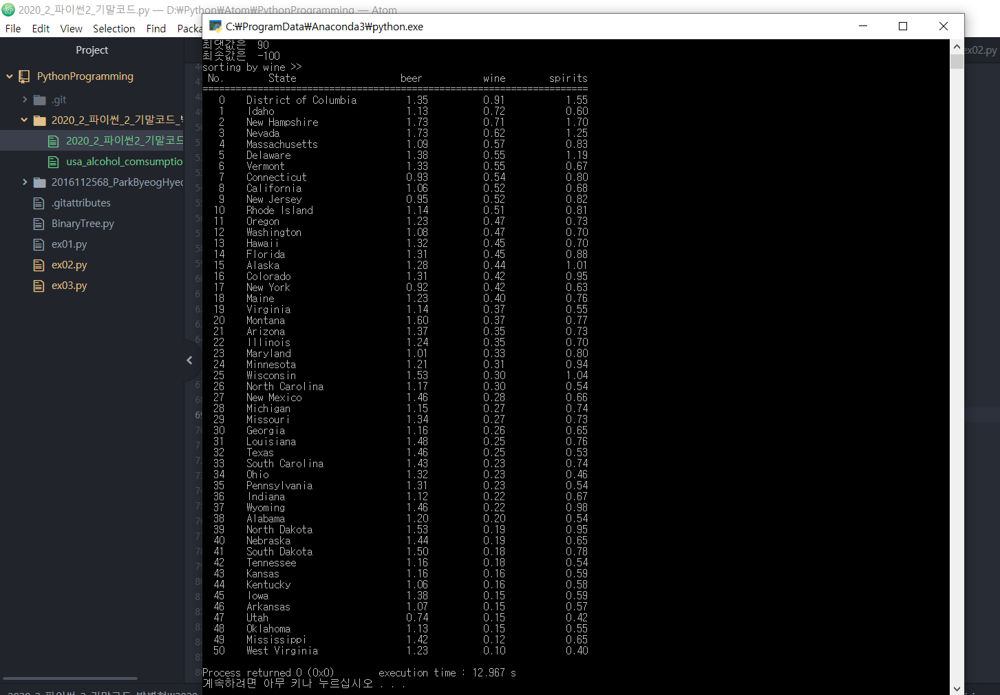 2020_2_파이썬2_기말코드.py — D:₩Python₩Atom₩PythonProgramming — Atom
File Edit View Selection Find Packa
Project
PythonProgramming
.git
2020_2_파이썬_2_기말코드_
2020_2_파이썬2_기말코드
usa_alcohol_comsumptio
2016112568_ParkByeogHyeo
.gitattributes
BinaryTree.py
ex01.py
ex02.py
ex03.py
ex02.py
C:₩ProgramData₩Anaconda3₩python.exe
최댓값은 90
최솟값은 -100
sorting by wine >>
No. State beer wine spirits
======================================================================
0 District of Columbia 1.35 0.91 1.55
1 Idaho 1.13 0.72 0.60
2 New Hampshire 1.73 0.71 1.70
3 Nevada 1.73 0.62 1.25
4 Massachusetts 1.09 0.57 0.83
5 Delaware 1.38 0.55 1.19
6 Vermont 1.33 0.55 0.67
7 Connecticut 0.93 0.54 0.80
8 California 1.06 0.52 0.68
9 New Jersey 0.95 0.52 0.82
10 Rhode Island 1.14 0.51 0.81
11 Oregon 1.23 0.47 0.73
12 Washington 1.08 0.47 0.70
13 Hawaii 1.32 0.45 0.70
14 Florida 1.31 0.45 0.88
15 Alaska 1.28 0.44 1.01
16 Colorado 1.31 0.42 0.95
17 New York 0.92 0.42 0.63
18 Maine 1.23 0.40 0.76
19 Virginia 1.14 0.37 0.55
20 Montana 1.60 0.37 0.77
21 Arizona 1.37 0.35 0.73
22 Illinois 1.24 0.35 0.70
23 Maryland 1.01 0.33 0.80
24 Minnesota 1.21 0.31 0.94
25 Wisconsin 1.53 0.30 1.04
26 North Carolina 1.17 0.30 0.54
27 New Mexico 1.46 0.28 0.66
28 Michigan 1.15 0.27 0.74
29 Missouri 1.34 0.27 0.73
30 Georgia 1.16 0.26 0.65
31 Louisiana 1.48 0.25 0.76
32 Texas 1.46 0.25 0.53
33 South Carolina 1.43 0.23 0.74
34 Ohio 1.32 0.23 0.46
35 Pennsylvania 1.31 0.23 0.54
36 Indiana 1.12 0.22 0.67
37 Wyoming 1.46 0.22 0.98
38 Alabama 1.20 0.20 0.54
39 North Dakota 1.53 0.19 0.95
40 Nebraska 1.44 0.19 0.65
41 South Dakota 1.50 0.18 0.78
42 Tennessee 1.16 0.18 0.54
43 Kansas 1.16 0.16 0.59
44 Kentucky 1.06 0.16 0.58
45 Iowa 1.38 0.15 0.59
46 Arkansas 1.07 0.15 0.57
47 Utah 0.74 0.15 0.42
48 Oklahoma 1.13 0.15 0.55
49 Mississippi 1.42 0.12 0.65
50 West Virginia 1.23 0.10 0.40
Process returned 0 (0x0) execution time : 12.967 s
계속하려면 아무 키나 누르십시오 . . .